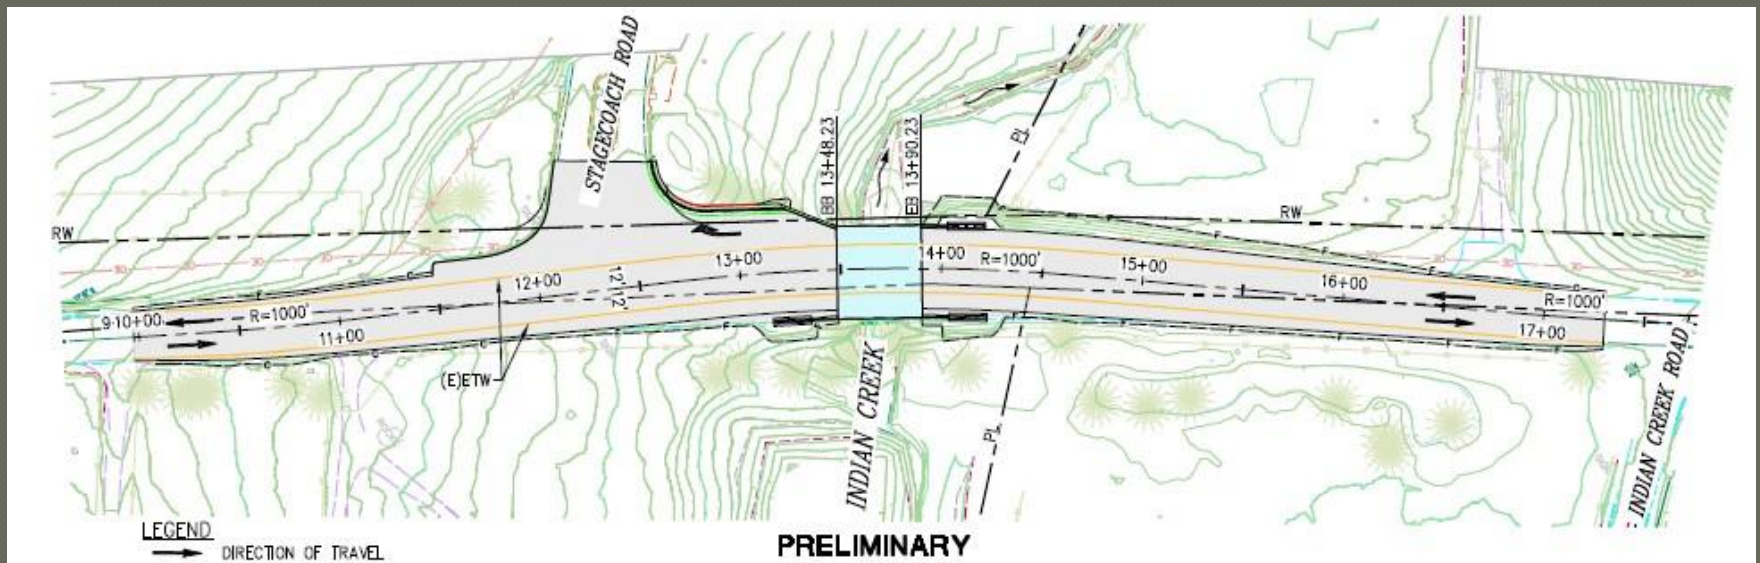 STAGECOACH ROAD
BB 13+48.23
EB 13+90.23
PL
RW
RW
9-10+00
R=1000'
11+00
12+00
12'
12'
13+00
14+00
R=1000'
15+00
16+00
R=1000'
17+00
(E)ETW
INDIAN CREEK
PL
INDIAN CREEK ROAD
LEGEND
DIRECTION OF TRAVEL
PRELIMINARY